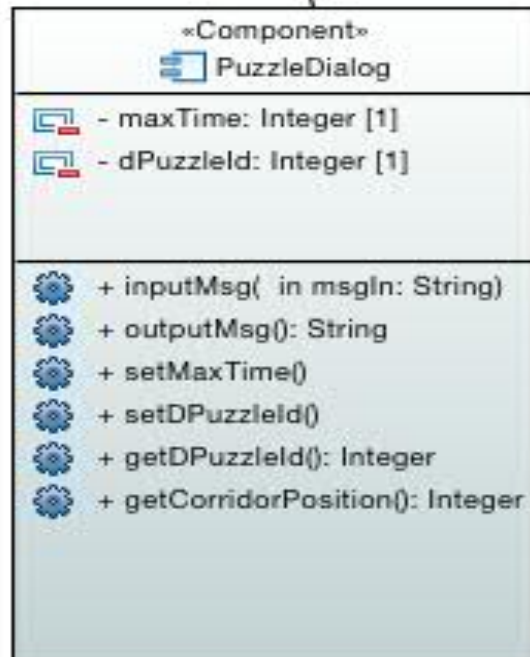 «Component»
PuzzleDialog
- maxTime: Integer [1]
- dPuzzleId: Integer [1]
+ inputMsg( in msgIn: String)
+ outputMsg(): String
+ setMaxTime()
+ setDPuzzleId()
+ getDPuzzleId(): Integer
+ getCorridorPosition(): Integer